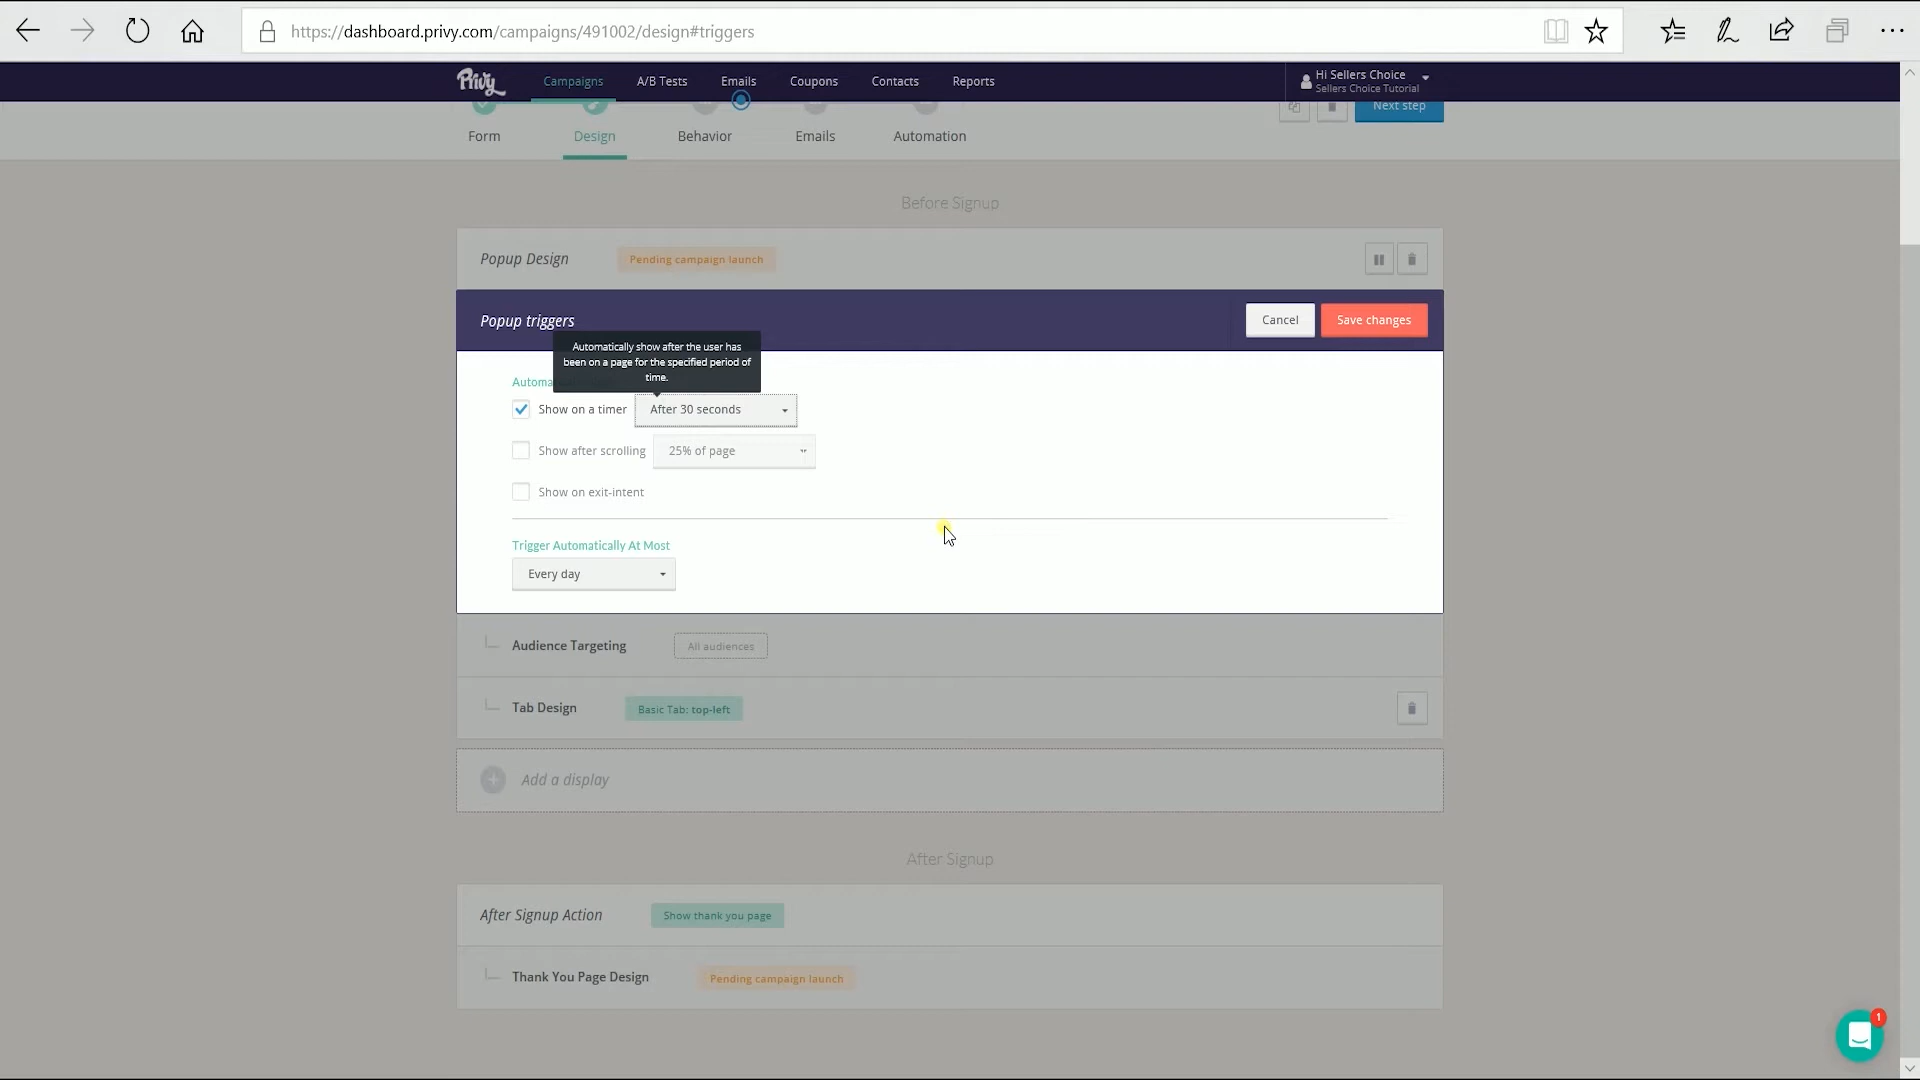 https://dashboard.privy.com/campaigns/491002/design#triggers
Privy
Campaigns
A/B Tests
Emails
Coupons
Contacts
Reports
Hi Sellers Choice
Sellers Choice Tutorial
Next step
Form
Design
Behavior
Emails
Automation
Before Signup
Popup Design
Pending campaign launch
Popup triggers
Cancel
Save changes
Automatically show after the user has
been on a page for the specified period of
time.
Show on a timer
After 30 seconds
Show after scrolling
25% of page
Show on exit-intent
Trigger Automatically At Most
Every day
Audience Targeting
All audiences
Tab Design
Basic Tab: top-left
Add a display
After Signup
After Signup Action
Show thank you page
Thank You Page Design
Pending campaign launch
1